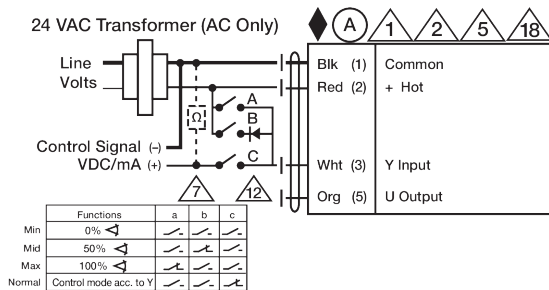 24 VAC Transformer (AC Only)
A 1 2 5 18
Line
Volts
Blk (1) Common
Red (2) + Hot
A
B
Ω
Control Signal (–)
VDC/mA (+)
C
Wht (3) Y Input
7 12
Org (5) U Output
Functions a b c
Min 0%
Mid 50%
Max 100%
Normal Control mode acc. to Y